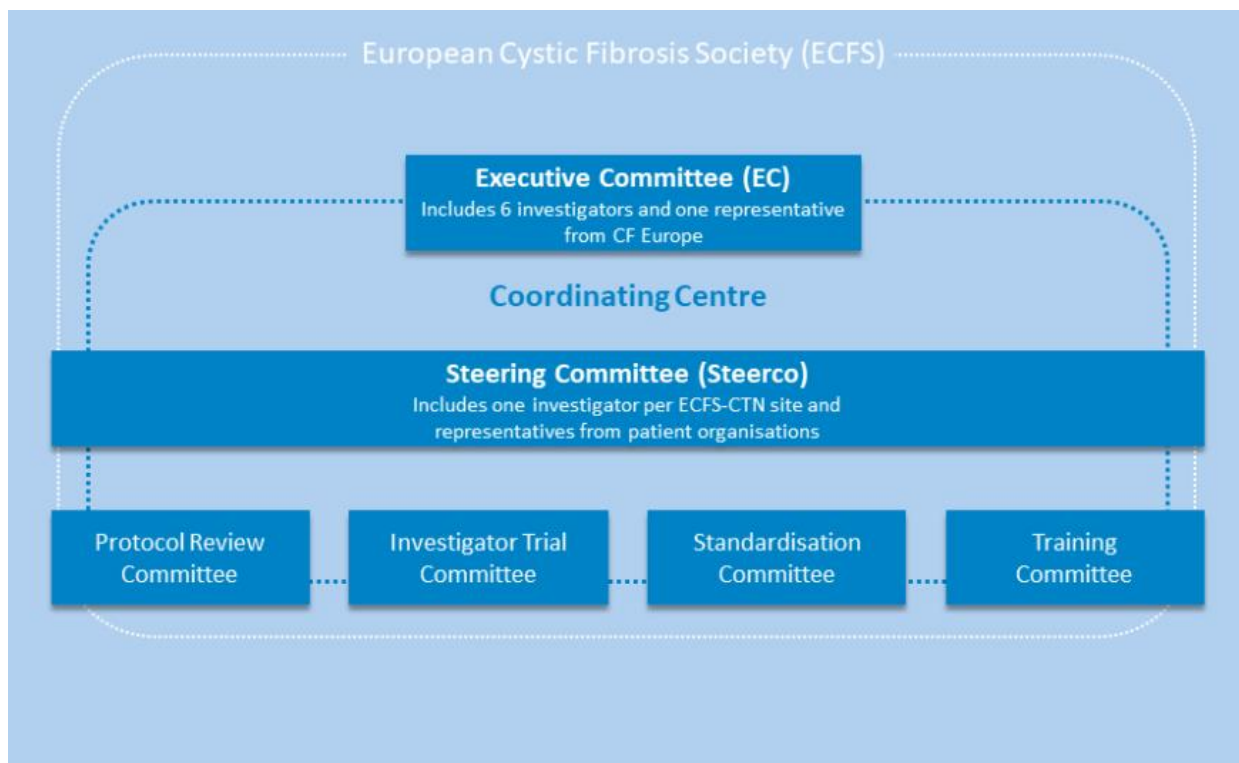 European Cystic Fibrosis Society (ECFS)
Executive Committee (EC)
Includes 6 investigators and one representative
from CF Europe
Coordinating Centre
Steering Committee (Steerco)
Includes one investigator per ECFS-CTN site and
representatives from patient organisations
Protocol Review
Committee
Investigator Trial
Committee
Standardisation
Committee
Training
Committee